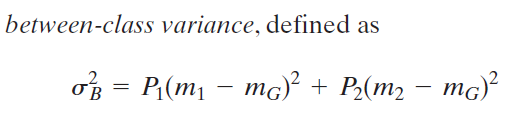 between-class variance, defined as
σ²_B = P₁(m₁ − m_G)² + P₂(m₂ − m_G)²